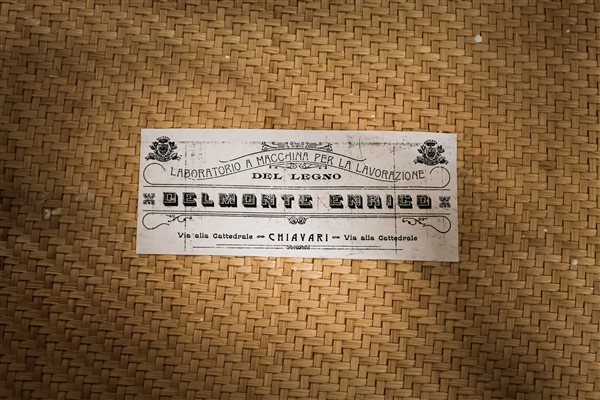 LABORATORIO A MACCHINA PER LA LAVORAZIONE
DEL LEGNO
DELMONTE ENRICO
Via alla Cattedrale — CHIAVARI — Via alla Cattedrale